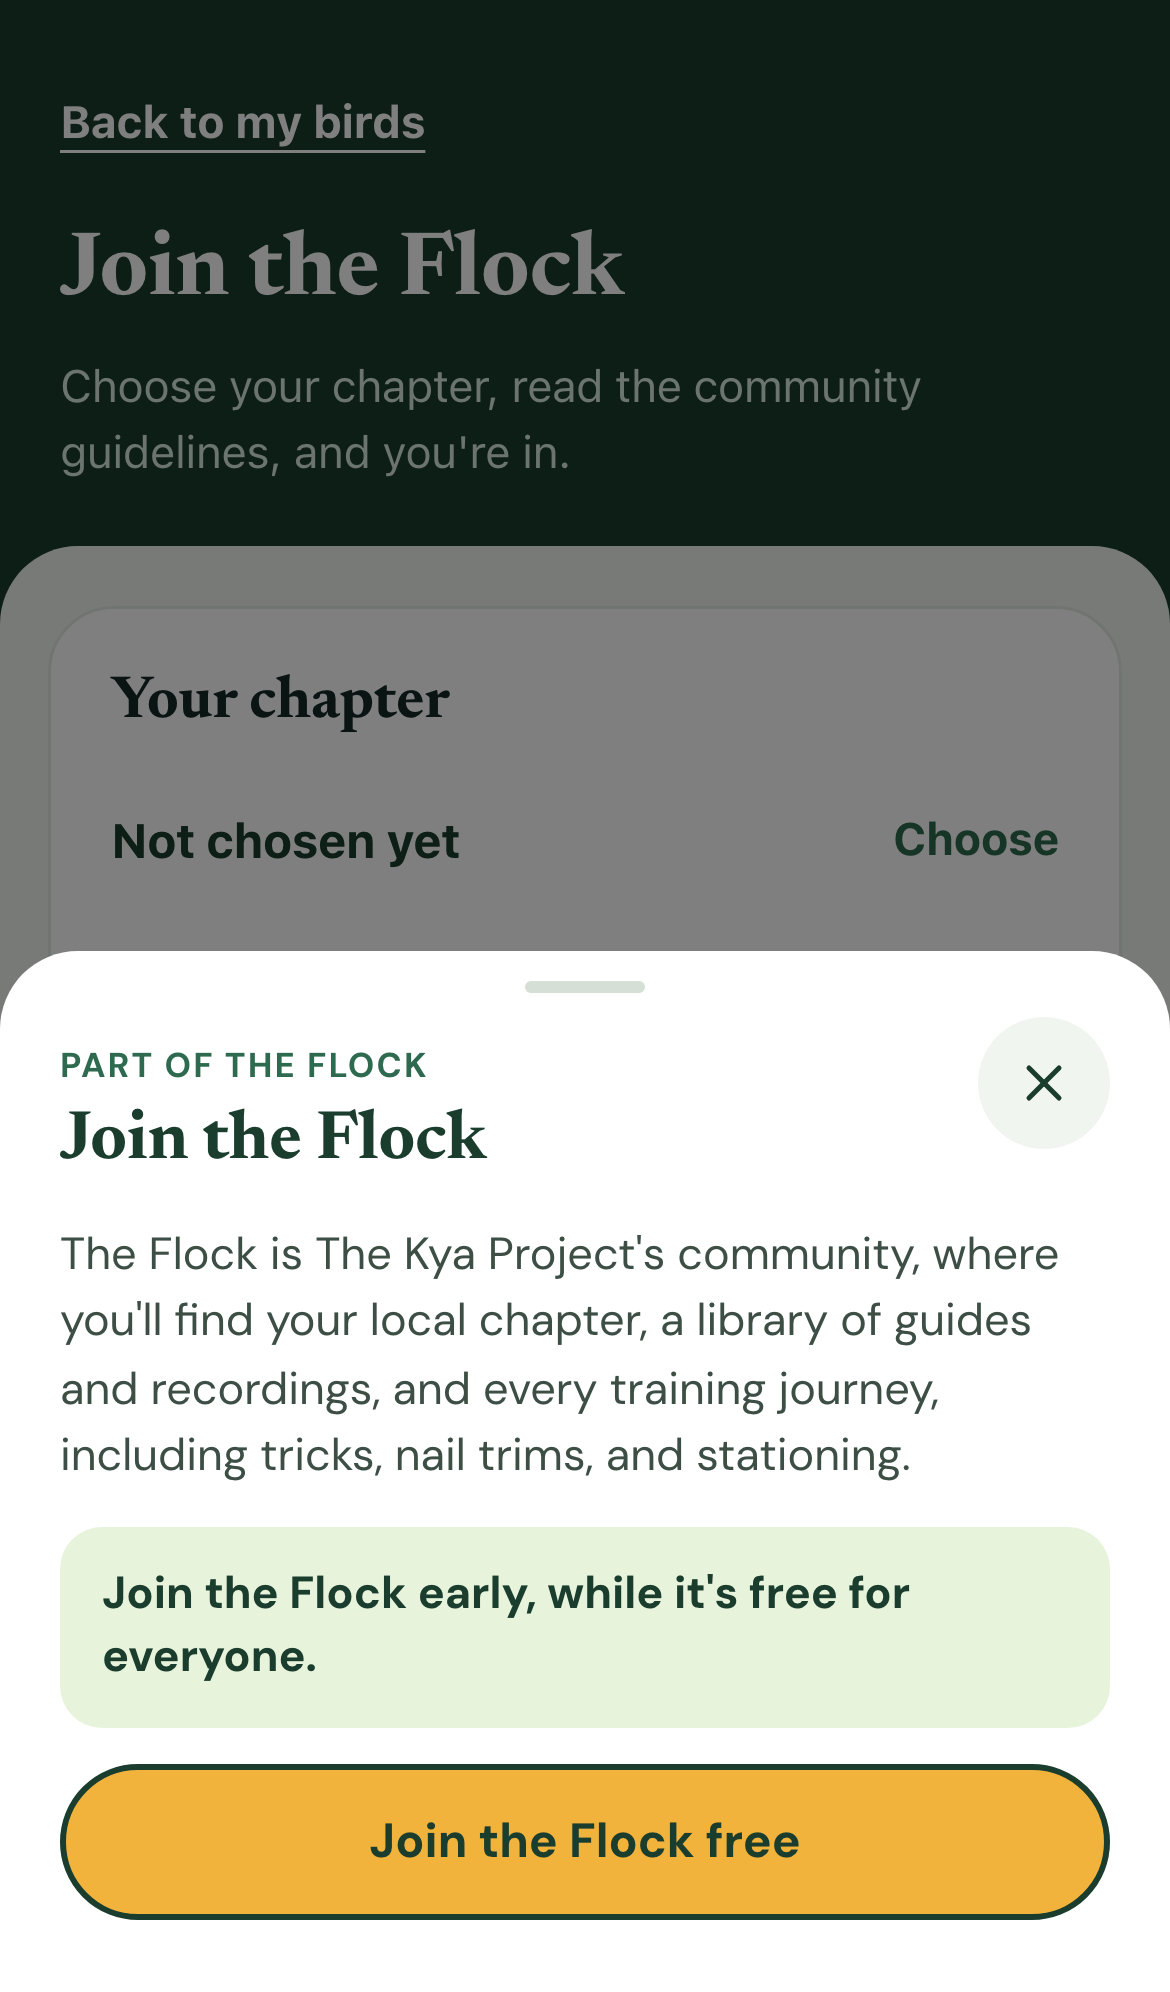 Back to my birds
Join the Flock
Choose your chapter, read the community
guidelines, and you're in.
Your chapter
Not chosen yet
Choose
PART OF THE FLOCK
Join the Flock
The Flock is The Kya Project's community, where
you'll find your local chapter, a library of guides
and recordings, and every training journey,
including tricks, nail trims, and stationing.
Join the Flock early, while it's free for
everyone.
Join the Flock free